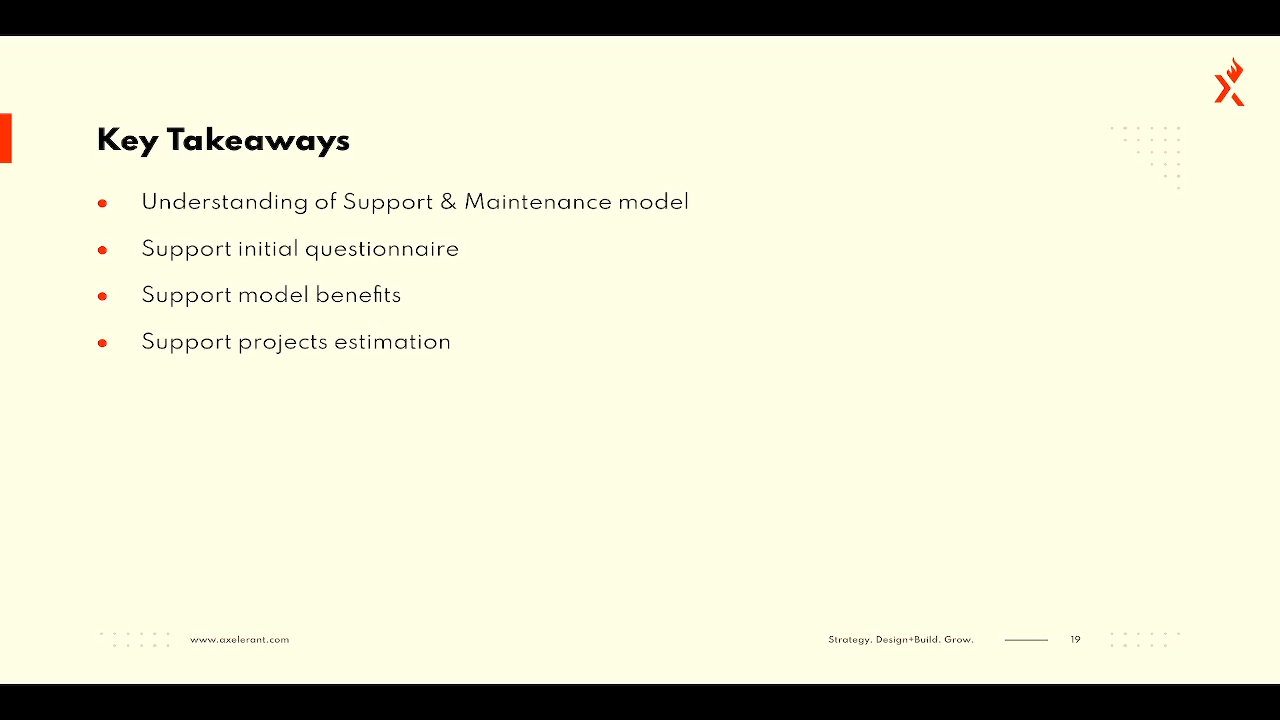 Key Takeaways
Understanding of Support & Maintenance model
Support initial questionnaire
Support model benefits
Support projects estimation
www.axelerant.com
Strategy. Design+Build. Grow.
19